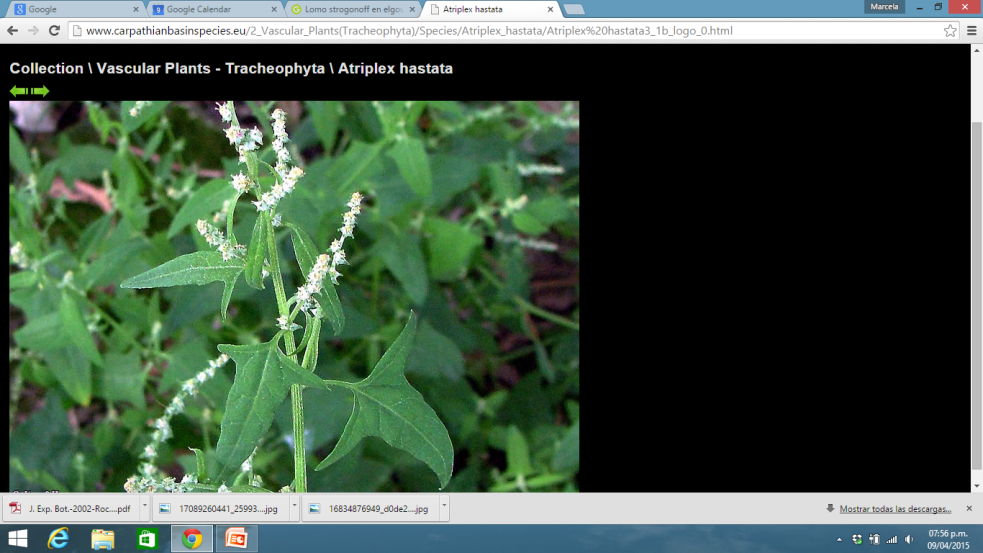 Google
Google Calendar
Lomo strogonoff en elgou
Atriplex hastata
Marcela
www.carpathianbasinspecies.eu/2_Vascular_Plants(Tracheophyta)/Species/Atriplex_hastata/Atriplex%20hastata3_1b_logo_0.html
Collection \ Vascular Plants - Tracheophyta \ Atriplex hastata
J. Exp. Bot.-2002-Roc....pdf
17089260441_25993....jpg
16834876949_d0de2....jpg
Mostrar todas las descargas...
07:56 p.m.
09/04/2015